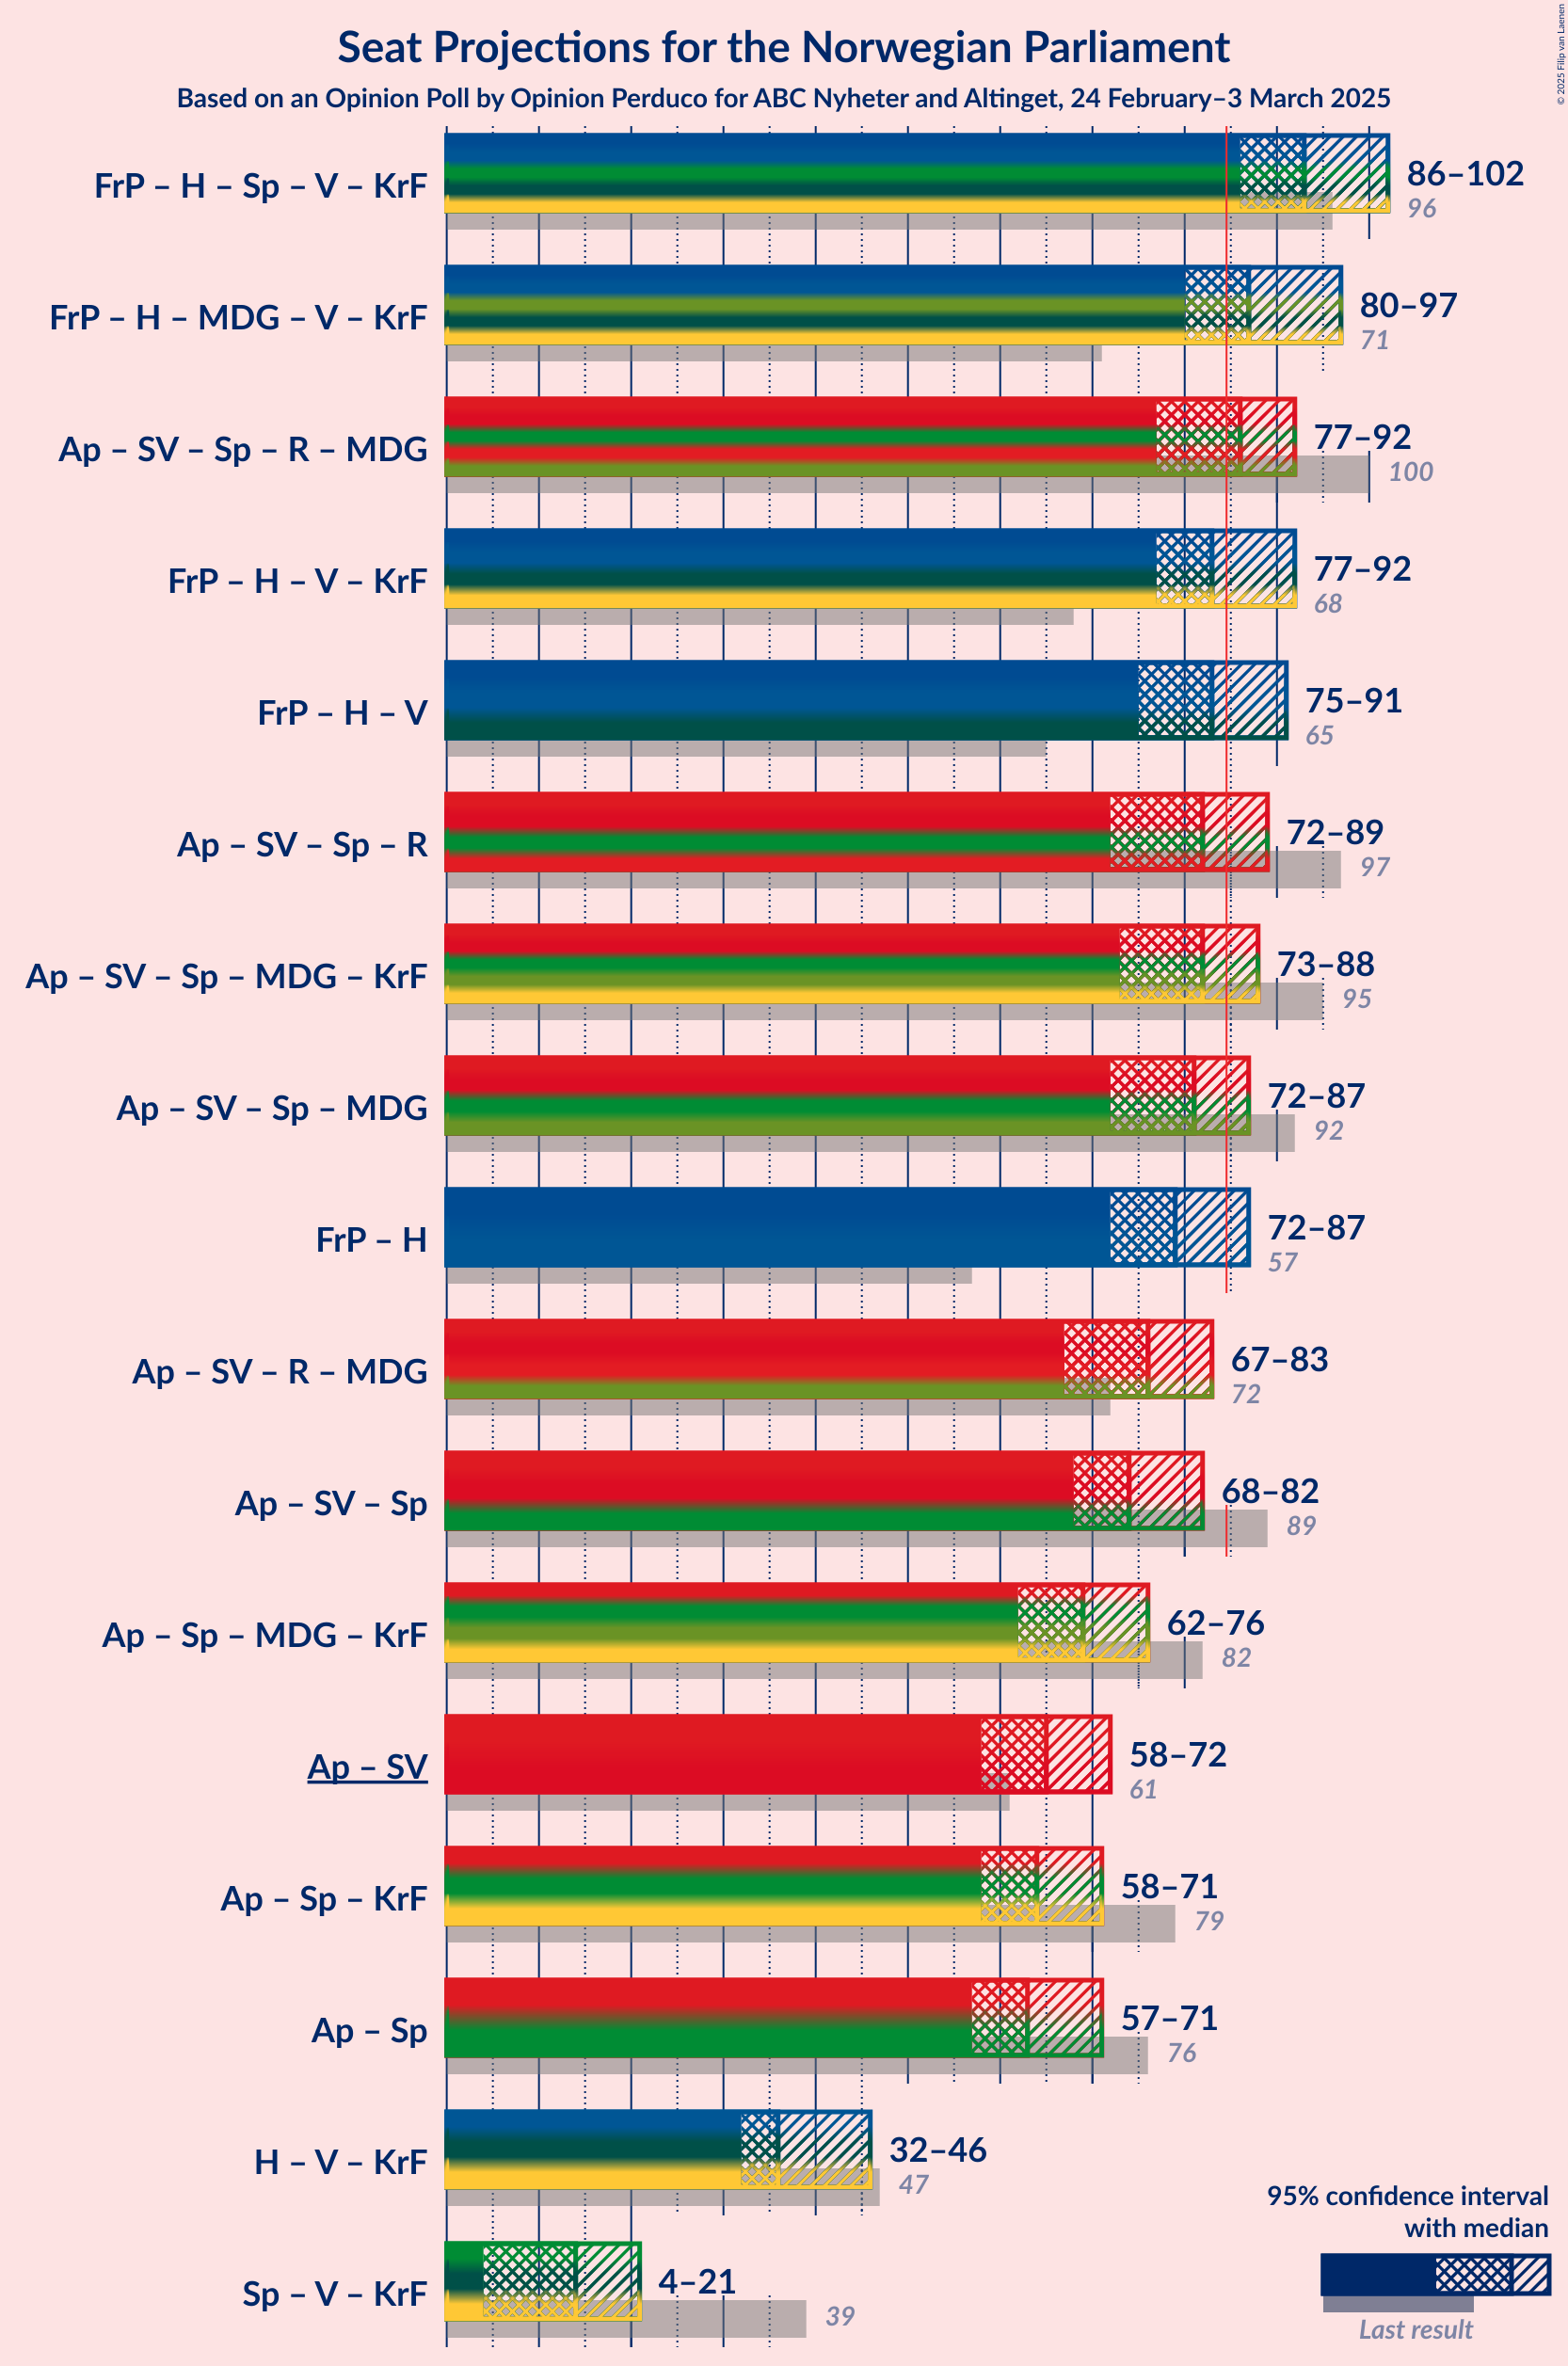 Seat Projections for the Norwegian Parliament
Based on an Opinion Poll by Opinion Perduco for ABC Nyheter and Altinget, 24 February–3 March 2025
© 2025 Filip van Laenen
FrP – H – Sp – V – KrF
86–102
96
FrP – H – MDG – V – KrF
80–97
71
Ap – SV – Sp – R – MDG
77–92
100
FrP – H – V – KrF
77–92
68
FrP – H – V
75–91
65
Ap – SV – Sp – R
72–89
97
Ap – SV – Sp – MDG – KrF
73–88
95
Ap – SV – Sp – MDG
72–87
92
FrP – H
72–87
57
Ap – SV – R – MDG
67–83
72
Ap – SV – Sp
68–82
89
Ap – Sp – MDG – KrF
62–76
82
Ap – SV
58–72
61
Ap – Sp – KrF
58–71
79
Ap – Sp
57–71
76
H – V – KrF
32–46
47
Sp – V – KrF
4–21
39
95% confidence interval
with median
Last result